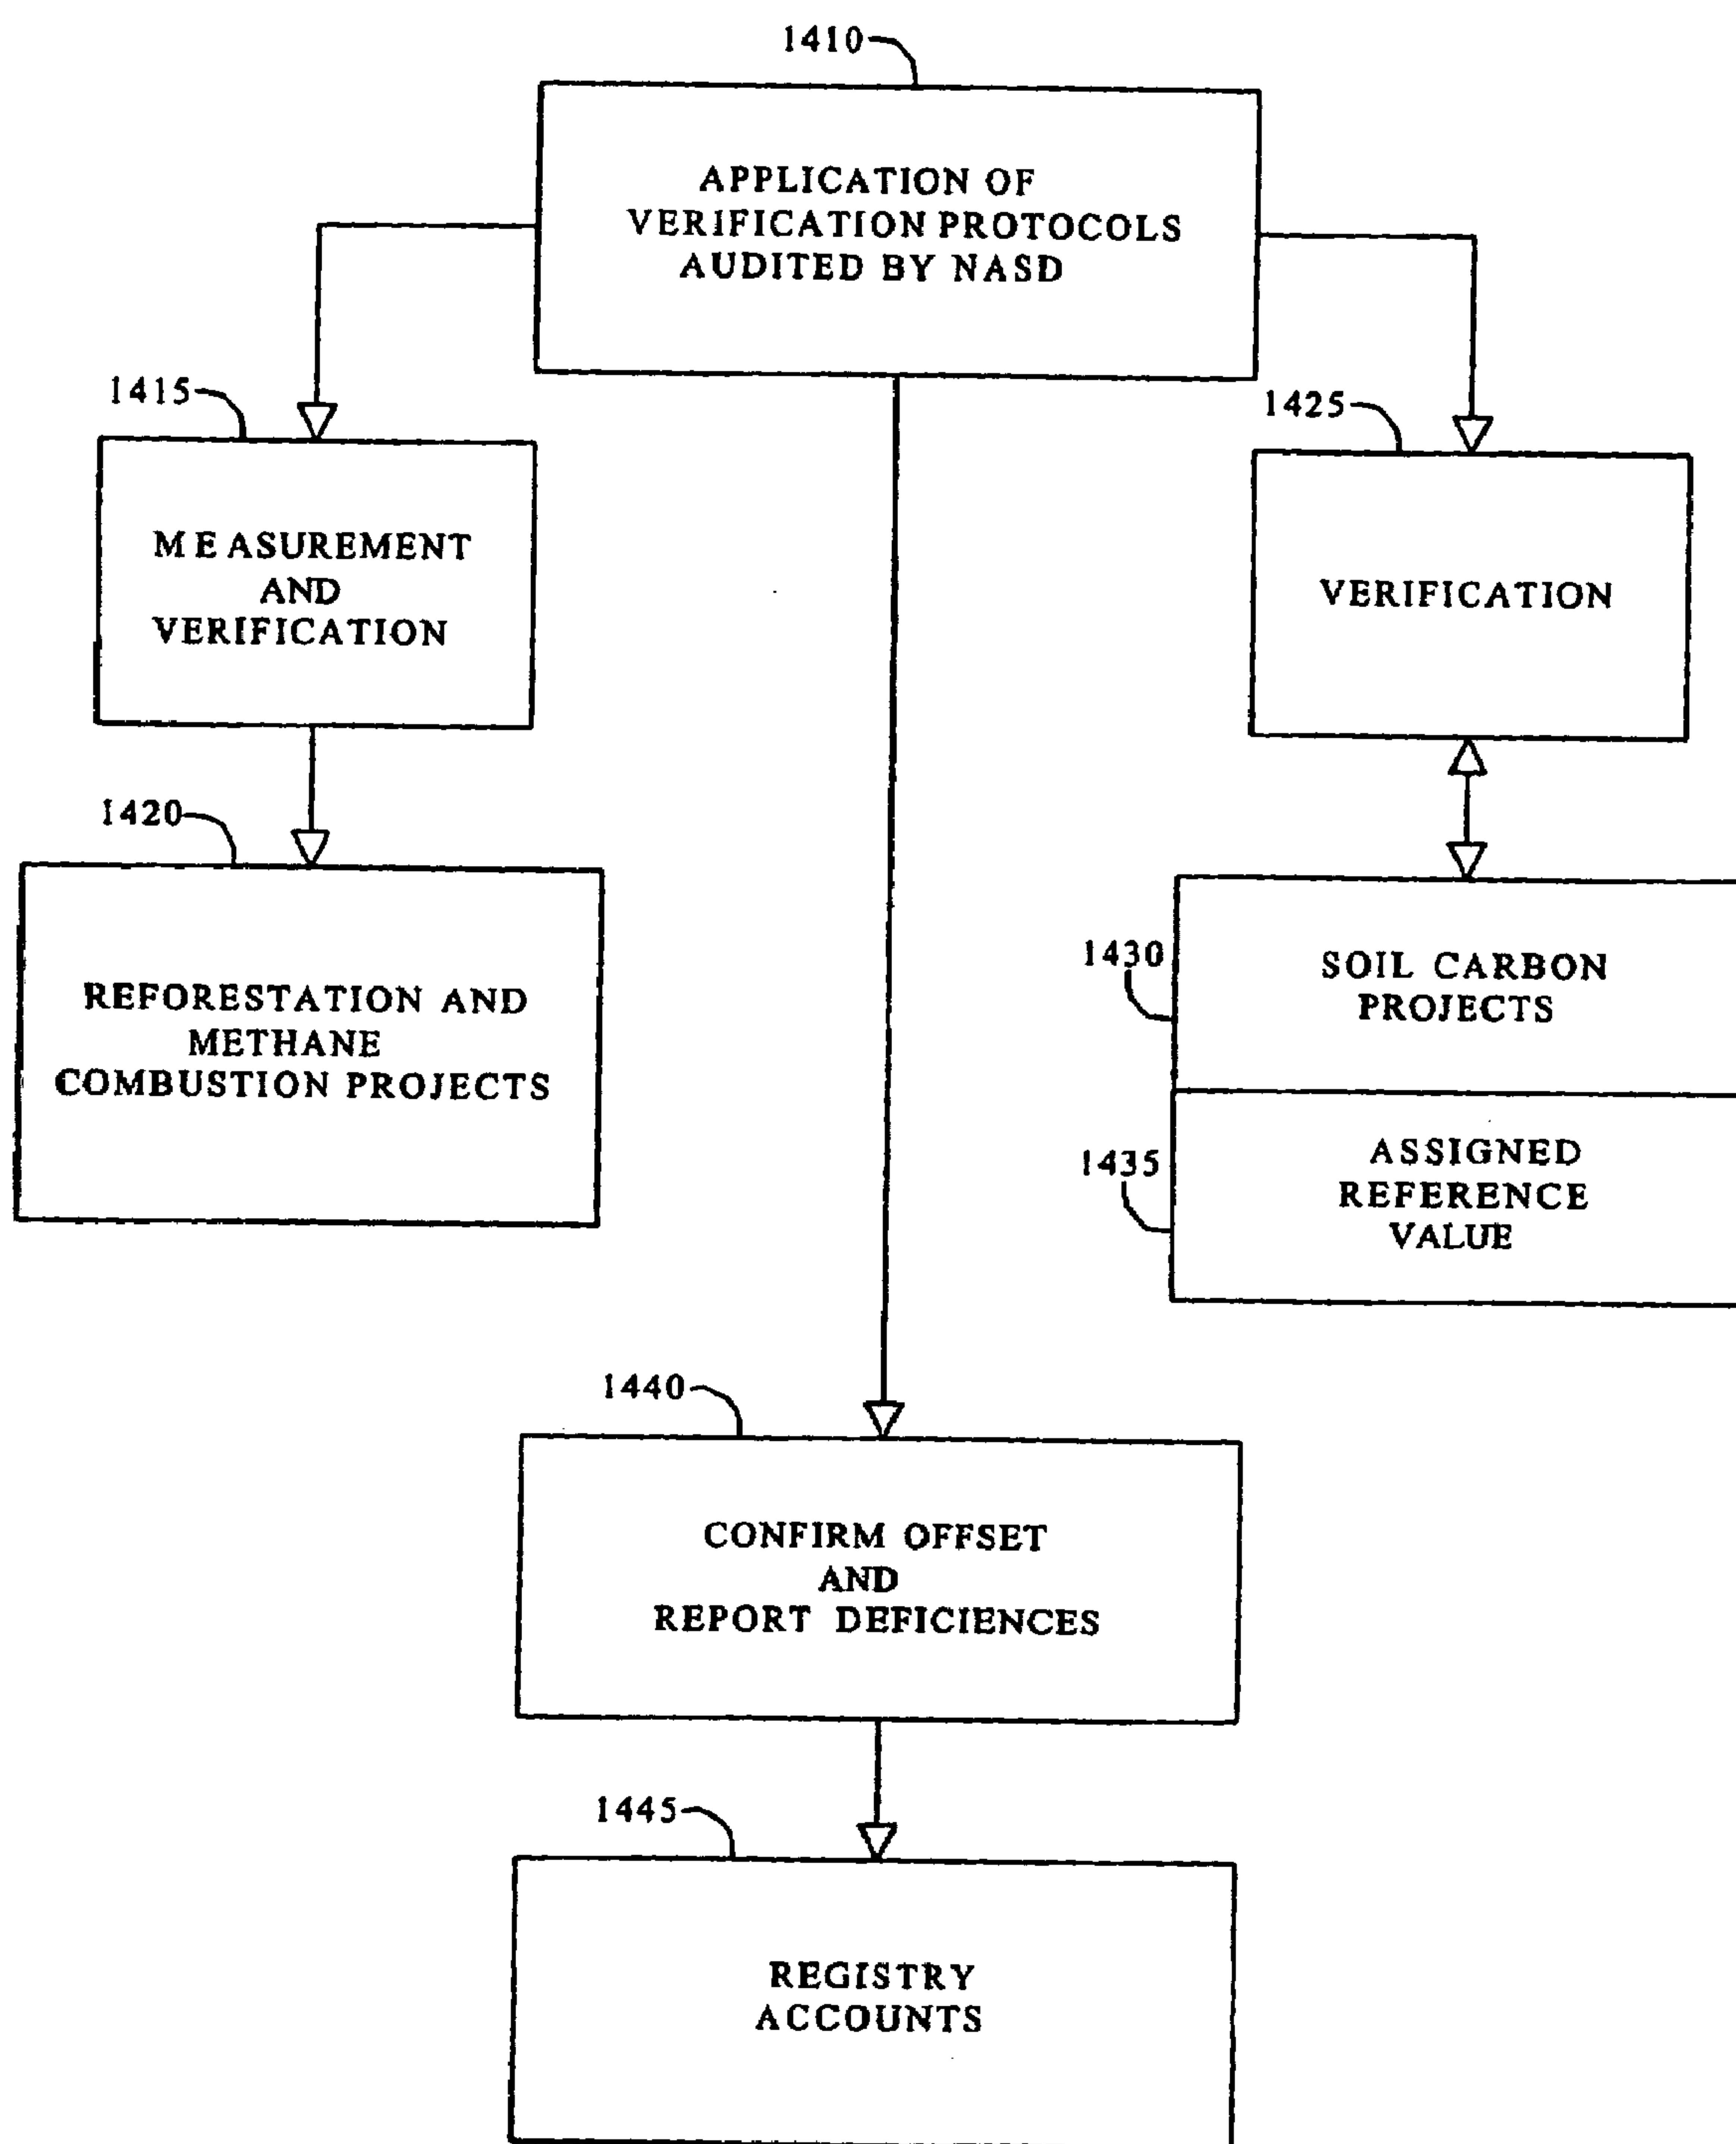 1410
APPLICATION OF
VERIFICATION PROTOCOLS
AUDITED BY NASD
1415
MEASUREMENT
AND
VERIFICATION
1425
VERIFICATION
1420
REFORESTATION AND
METHANE
COMBUSTION PROJECTS
1430
SOIL CARBON
PROJECTS
1435
ASSIGNED
REFERENCE
VALUE
1440
CONFIRM OFFSET
AND
REPORT DEFICIENCES
1445
REGISTRY
ACCOUNTS